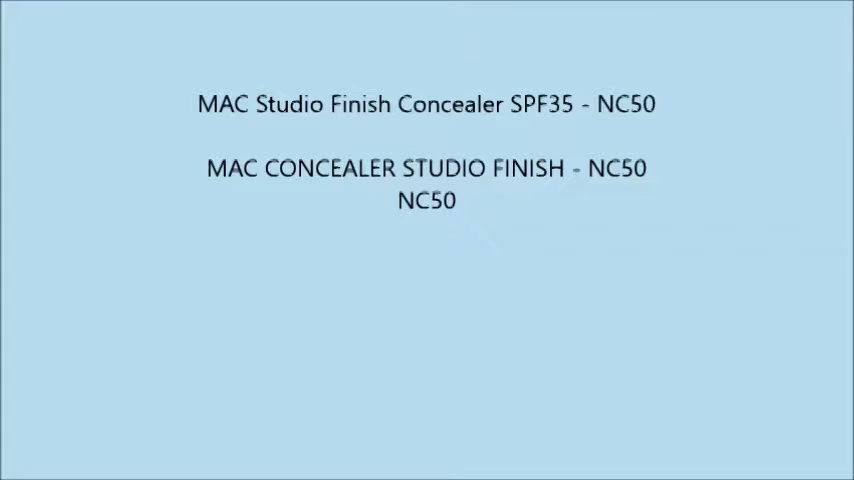 MAC Studio Finish Concealer SPF35 - NC50
MAC CONCEALER STUDIO FINISH - NC50
NC50